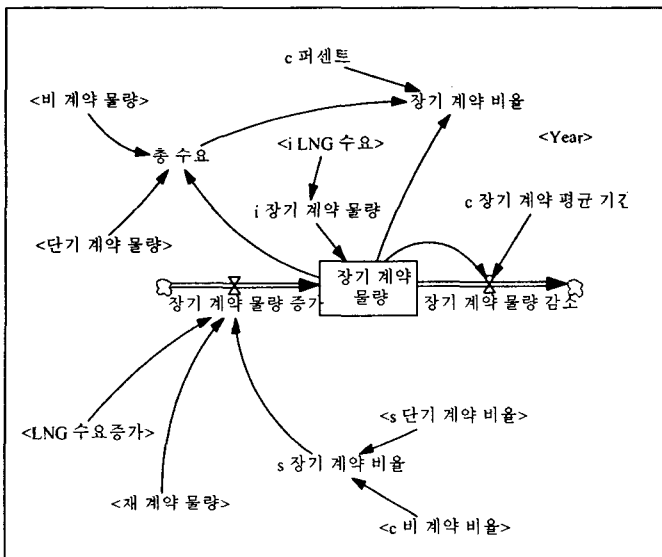 c 퍼센트
<비 계약 물량>
장기 계약 비율
<Year>
<i LNG 수요>
총 수요
i 장기 계약 물량
c 장기 계약 평균 기간
<단기 계약 물량>
장기 계약
물량
장기 계약 물량 증가
장기 계약 물량 감소
<LNG 수요증가>
<s 단기 계약 비율>
s 장기 계약 비율
<재 계약 물량>
<c 비 계약 비율>